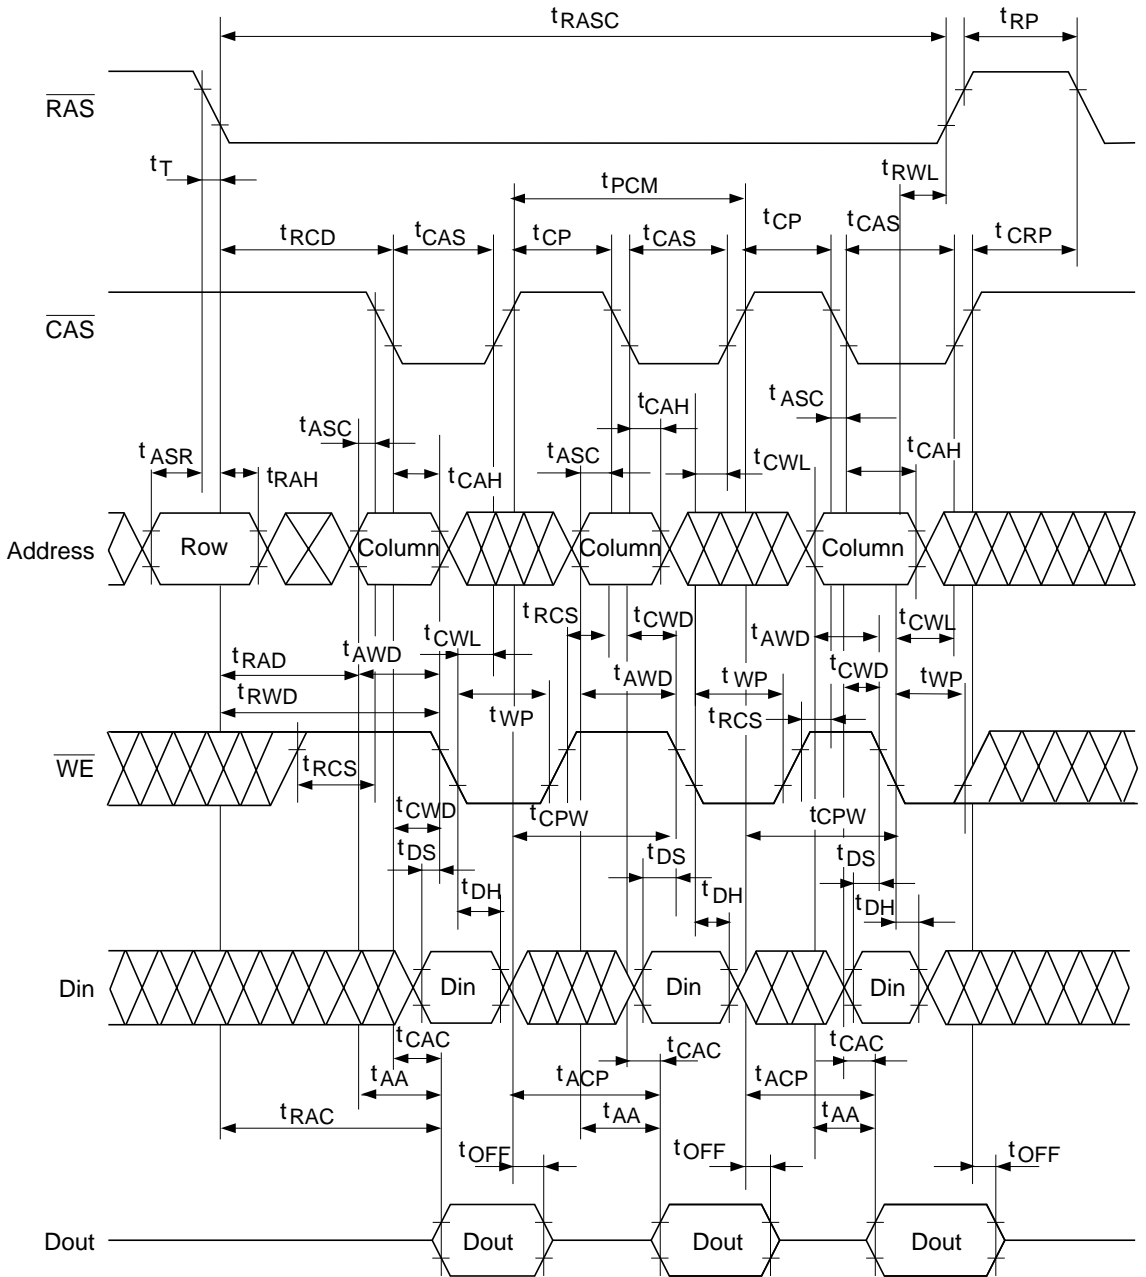 tRASC tRP
RAS
tT tRWL
tPCM
tRCD tCAS tCP tCAS tCP tCAS tCRP
CAS
tASR tRAH tASC tCAH tASC tCAH tCWL tASC tCAH
Address Row Column Column Column
tRCS tCWD tCWL
tCWL tAWD
tRAD tAWD tAWD tWP tCWD tWP
tRWD tWP tRCS
WE
tRCS
tCWD tCPW tCPW
tDS tDS tDS
tDH tDH tDH
Din Din Din Din
tCAC tCAC tCAC
tAA tACP tACP
tRAC tAA tAA
tOFF tOFF tOFF
Dout Dout Dout Dout